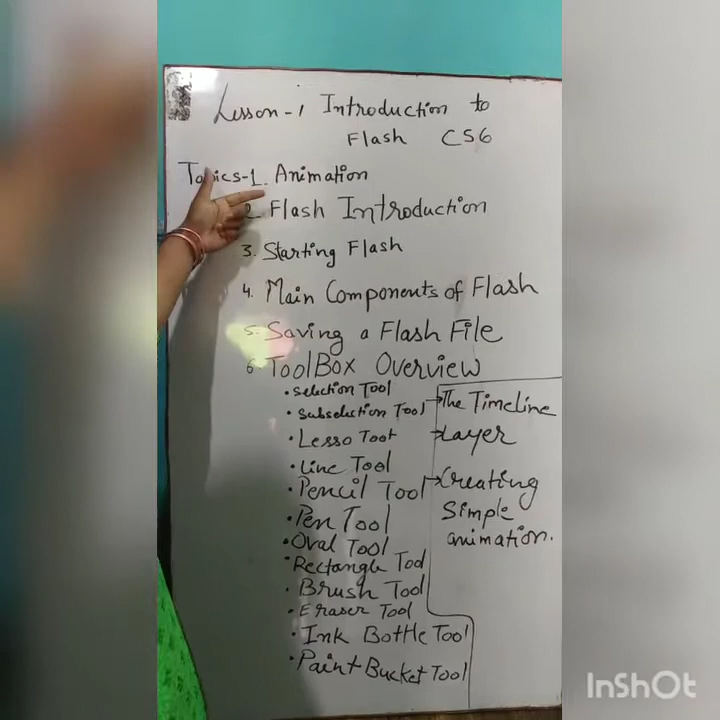 Lesson-1 Introduction to
Flash CS6
Topics-1. Animation
2. Flash Introduction
3. Starting Flash
4. Main Components of Flash
5. Saving a Flash File
6. ToolBox Overview
• Selection Tool
• Subselection Tool
• Lesso Tool
• Line Tool
• Pencil Tool
• Pen Tool
• Oval Tool
• Rectangle Tool
• Brush Tool
• Eraser Tool
• Ink Bottle Tool
• Paint Bucket Tool
→The Timeline
→Layer
→Creating
Simple
animation.
InShOt